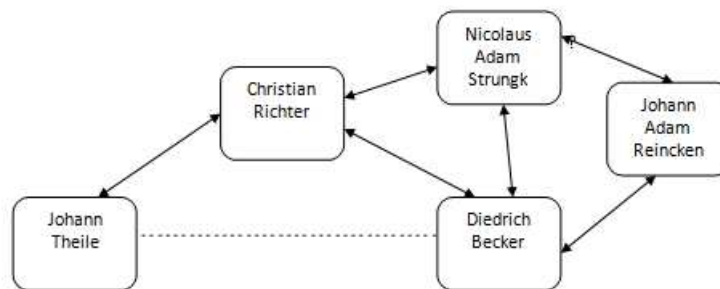 Nicolaus
Adam
Strungk
?
Christian
Richter
Johann
Adam
Reincken
Johann
Theile
Diedrich
Becker